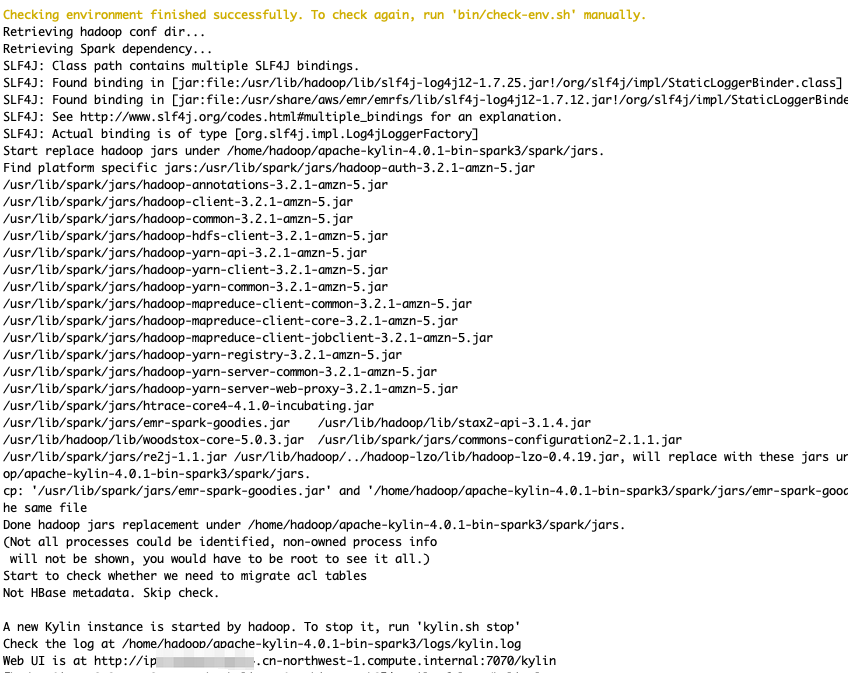 Checking environment finished successfully. To check again, run 'bin/check-env.sh' manually.
Retrieving hadoop conf dir...
Retrieving Spark dependency...
SLF4J: Class path contains multiple SLF4J bindings.
SLF4J: Found binding in [jar:file:/usr/lib/hadoop/lib/slf4j-log4j12-1.7.25.jar!/org/slf4j/impl/StaticLoggerBinder.class]
SLF4J: Found binding in [jar:file:/usr/share/aws/emr/emrfs/lib/slf4j-log4j12-1.7.12.jar!/org/slf4j/impl/StaticLoggerBinde
SLF4J: See http://www.slf4j.org/codes.html#multiple_bindings for an explanation.
SLF4J: Actual binding is of type [org.slf4j.impl.Log4jLoggerFactory]
Start replace hadoop jars under /home/hadoop/apache-kylin-4.0.1-bin-spark3/spark/jars.
Find platform specific jars:/usr/lib/spark/jars/hadoop-auth-3.2.1-amzn-5.jar
/usr/lib/spark/jars/hadoop-annotations-3.2.1-amzn-5.jar
/usr/lib/spark/jars/hadoop-client-3.2.1-amzn-5.jar
/usr/lib/spark/jars/hadoop-common-3.2.1-amzn-5.jar
/usr/lib/spark/jars/hadoop-hdfs-client-3.2.1-amzn-5.jar
/usr/lib/spark/jars/hadoop-yarn-api-3.2.1-amzn-5.jar
/usr/lib/spark/jars/hadoop-yarn-client-3.2.1-amzn-5.jar
/usr/lib/spark/jars/hadoop-yarn-common-3.2.1-amzn-5.jar
/usr/lib/spark/jars/hadoop-mapreduce-client-common-3.2.1-amzn-5.jar
/usr/lib/spark/jars/hadoop-mapreduce-client-core-3.2.1-amzn-5.jar
/usr/lib/spark/jars/hadoop-mapreduce-client-jobclient-3.2.1-amzn-5.jar
/usr/lib/spark/jars/hadoop-yarn-registry-3.2.1-amzn-5.jar
/usr/lib/spark/jars/hadoop-yarn-server-common-3.2.1-amzn-5.jar
/usr/lib/spark/jars/hadoop-yarn-server-web-proxy-3.2.1-amzn-5.jar
/usr/lib/spark/jars/htrace-core4-4.1.0-incubating.jar
/usr/lib/spark/jars/emr-spark-goodies.jar    /usr/lib/hadoop/lib/stax2-api-3.1.4.jar
/usr/lib/hadoop/lib/woodstox-core-5.0.3.jar  /usr/lib/spark/jars/commons-configuration2-2.1.1.jar
/usr/lib/spark/jars/re2j-1.1.jar /usr/lib/hadoop/../hadoop-lzo/lib/hadoop-lzo-0.4.19.jar, will replace with these jars un
op/apache-kylin-4.0.1-bin-spark3/spark/jars.
cp: '/usr/lib/spark/jars/emr-spark-goodies.jar' and '/home/hadoop/apache-kylin-4.0.1-bin-spark3/spark/jars/emr-spark-good
he same file
Done hadoop jars replacement under /home/hadoop/apache-kylin-4.0.1-bin-spark3/spark/jars.
(Not all processes could be identified, non-owned process info
 will not be shown, you would have to be root to see it all.)
Start to check whether we need to migrate acl tables
Not HBase metadata. Skip check.

A new Kylin instance is started by hadoop. To stop it, run 'kylin.sh stop'
Check the log at /home/hadoop/apache-kylin-4.0.1-bin-spark3/logs/kylin.log
Web UI is at http://ip .cn-northwest-1.compute.internal:7070/kylin